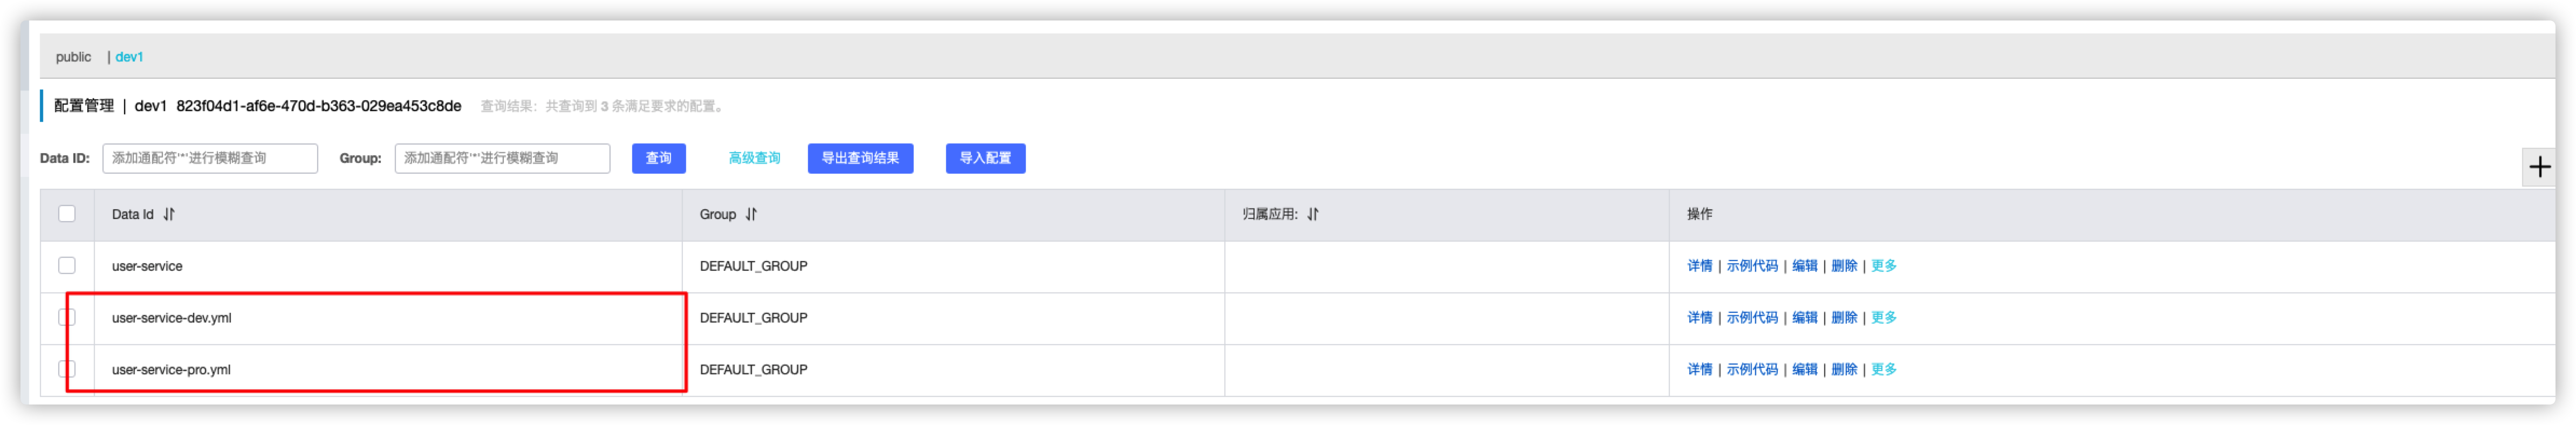 public | dev1
配置管理 | dev1 823f04d1-af6e-470d-b363-029ea453c8de 查询结果：共查询到 3 条满足要求的配置。
Data ID: 添加通配符'*'进行模糊查询 Group: 添加通配符'*'进行模糊查询 查询 高级查询 导出查询结果 导入配置
Data Id Group 归属应用: 操作
user-service DEFAULT_GROUP 详情 | 示例代码 | 编辑 | 删除 | 更多
user-service-dev.yml DEFAULT_GROUP 详情 | 示例代码 | 编辑 | 删除 | 更多
user-service-pro.yml DEFAULT_GROUP 详情 | 示例代码 | 编辑 | 删除 | 更多